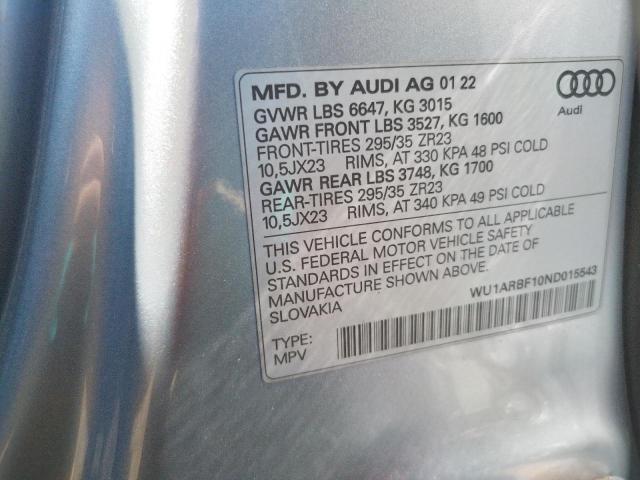 MFD. BY AUDI AG 01 22
GVWR LBS 6647, KG 3015
GAWR FRONT LBS 3527, KG 1600
FRONT-TIRES 295/35 ZR23
10,5JX23 RIMS, AT 330 KPA 48 PSI COLD
GAWR REAR LBS 3748, KG 1700
REAR-TIRES 295/35 ZR23
10,5JX23 RIMS, AT 340 KPA 49 PSI COLD
Audi
THIS VEHICLE CONFORMS TO ALL APPLICABLE
U.S. FEDERAL MOTOR VEHICLE SAFETY
STANDARDS IN EFFECT ON THE DATE OF
MANUFACTURE SHOWN ABOVE.
SLOVAKIA
WU1ARBF10ND015543
TYPE:
MPV